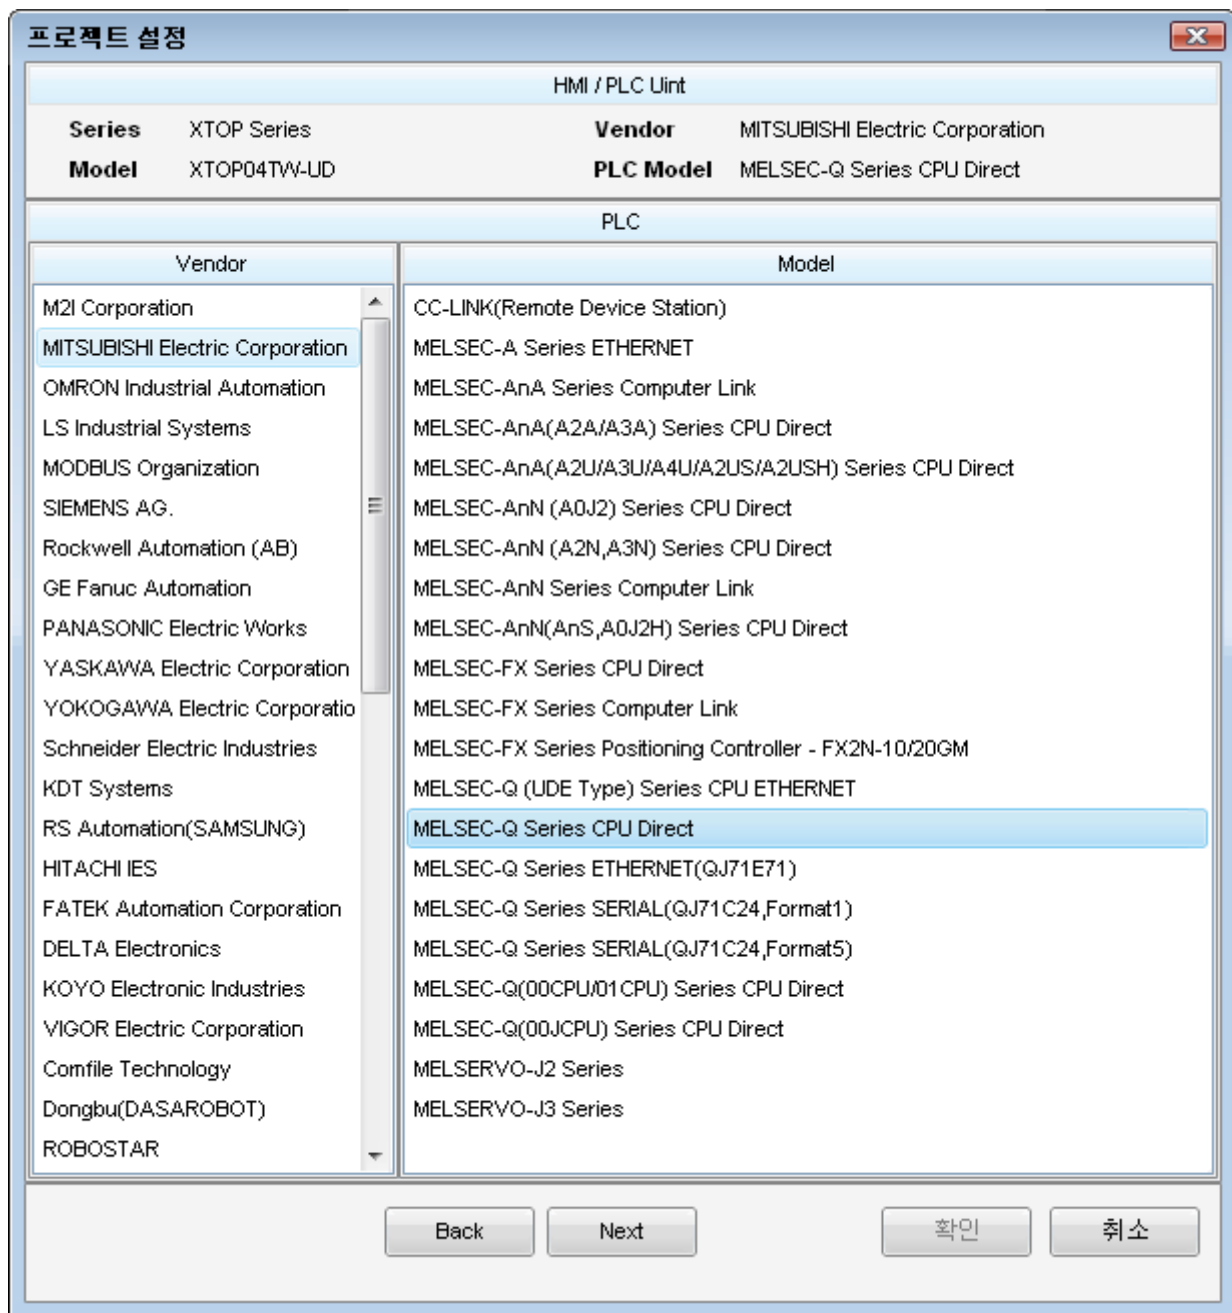 프로젝트 설정
HMI / PLC Uint
Series XTOP Series Vendor MITSUBISHI Electric Corporation
Model XTOP04TW-UD PLC Model MELSEC-Q Series CPU Direct
PLC
Vendor
M2I Corporation
MITSUBISHI Electric Corporation
OMRON Industrial Automation
LS Industrial Systems
MODBUS Organization
SIEMENS AG.
Rockwell Automation (AB)
GE Fanuc Automation
PANASONIC Electric Works
YASKAWA Electric Corporation
YOKOGAWA Electric Corporatio
Schneider Electric Industries
KDT Systems
RS Automation(SAMSUNG)
HITACHI IES
FATEK Automation Corporation
DELTA Electronics
KOYO Electronic Industries
VIGOR Electric Corporation
Comfile Technology
Dongbu(DASAROBOT)
ROBOSTAR
Model
CC-LINK(Remote Device Station)
MELSEC-A Series ETHERNET
MELSEC-AnA Series Computer Link
MELSEC-AnA(A2A/A3A) Series CPU Direct
MELSEC-AnA(A2U/A3U/A4U/A2US/A2USH) Series CPU Direct
MELSEC-AnN (A0J2) Series CPU Direct
MELSEC-AnN (A2N,A3N) Series CPU Direct
MELSEC-AnN Series Computer Link
MELSEC-AnN(AnS,A0J2H) Series CPU Direct
MELSEC-FX Series CPU Direct
MELSEC-FX Series Computer Link
MELSEC-FX Series Positioning Controller - FX2N-10/20GM
MELSEC-Q (UDE Type) Series CPU ETHERNET
MELSEC-Q Series CPU Direct
MELSEC-Q Series ETHERNET(QJ71E71)
MELSEC-Q Series SERIAL(QJ71C24,Format1)
MELSEC-Q Series SERIAL(QJ71C24,Format5)
MELSEC-Q(00CPU/01CPU) Series CPU Direct
MELSEC-Q(00JCPU) Series CPU Direct
MELSERVO-J2 Series
MELSERVO-J3 Series
Back Next 확인 취소